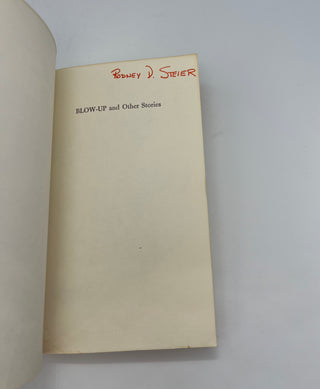 RODNEY D. STEIER
BLOW-UP and Other Stories